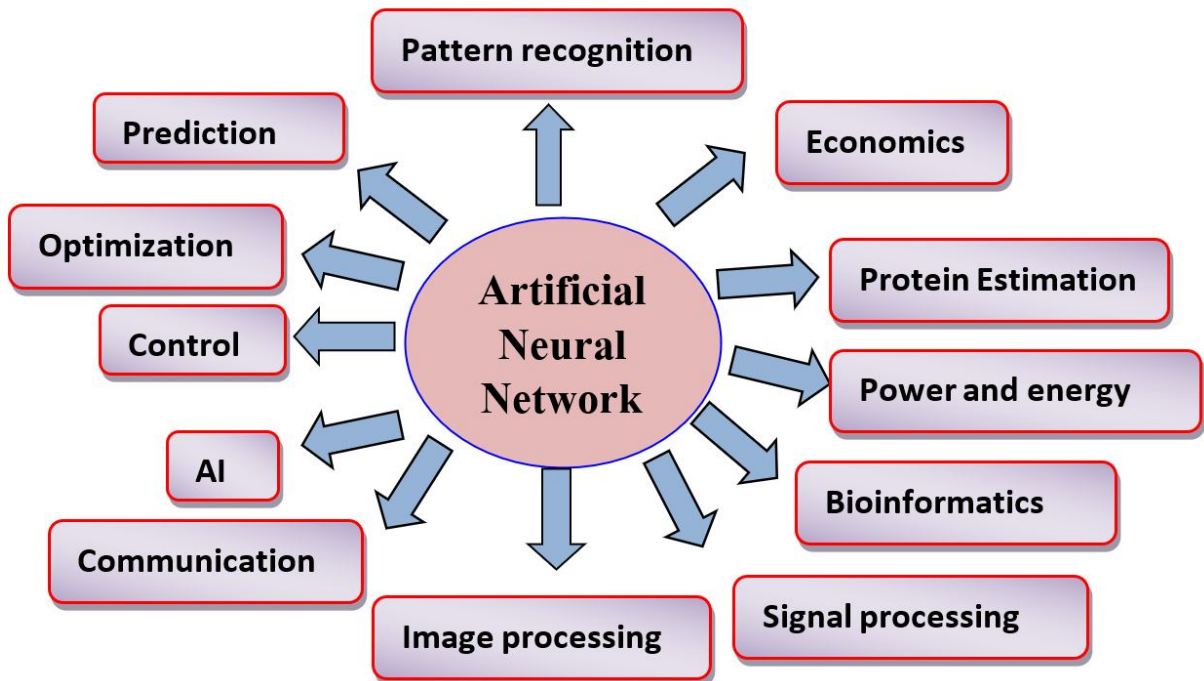 Pattern recognition
Prediction
Economics
Optimization
Protein Estimation
Artificial
Neural
Network
Control
Power and energy
AI
Bioinformatics
Communication
Signal processing
Image processing